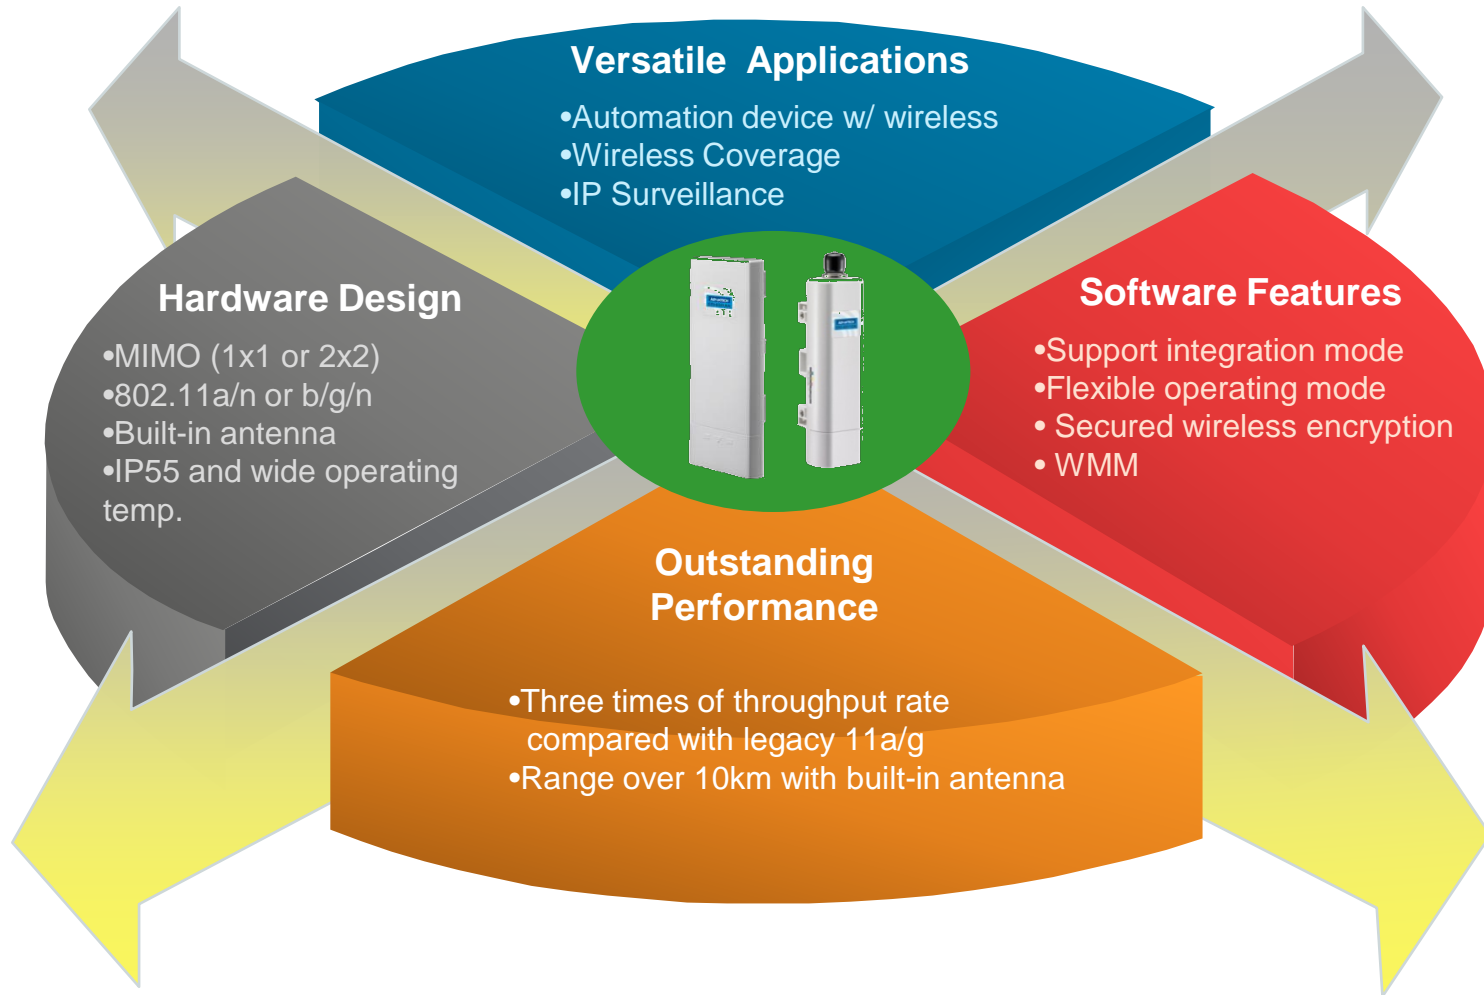 Versatile  Applications
•Automation device w/ wireless
•Wireless Coverage
•IP Surveillance
Hardware Design
•MIMO (1x1 or 2x2)
•802.11a/n or b/g/n
•Built-in antenna
•IP55 and wide operating
temp.
Software Features
•Support integration mode
•Flexible operating mode
• Secured wireless encryption
• WMM
Outstanding
Performance
•Three times of throughput rate
compared with legacy 11a/g
•Range over 10km with built-in antenna